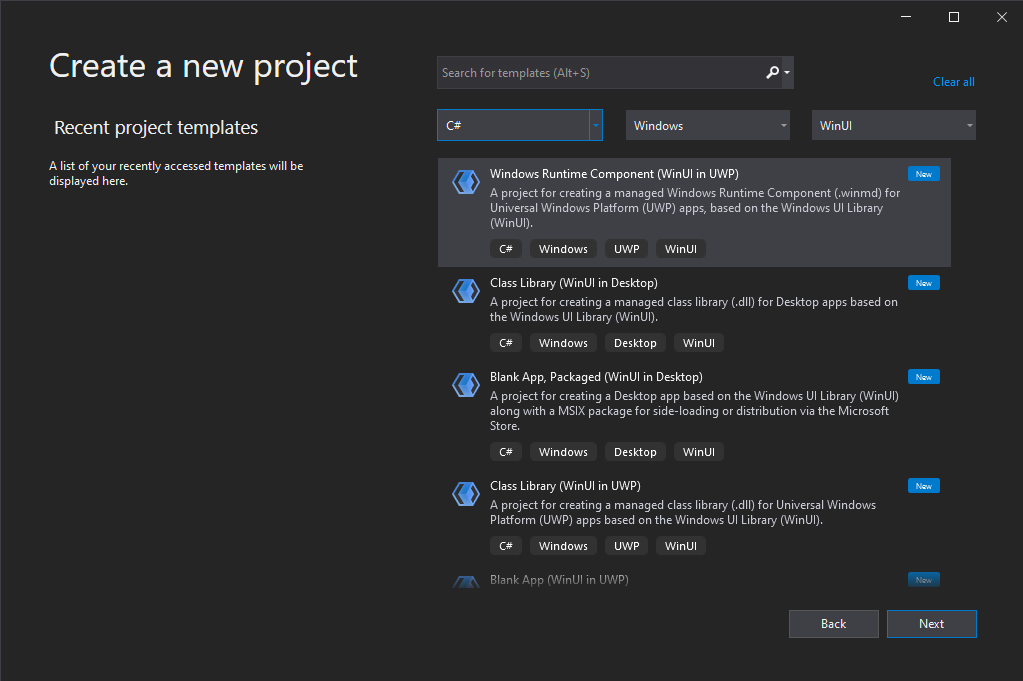 Create a new project
Recent project templates
A list of your recently accessed templates will be
displayed here.
Search for templates (Alt+S)
Clear all
C#
Windows
WinUI
Windows Runtime Component (WinUI in UWP)
New
A project for creating a managed Windows Runtime Component (.winmd) for
Universal Windows Platform (UWP) apps, based on the Windows UI Library
(WinUI).
C# Windows UWP WinUI
Class Library (WinUI in Desktop)
New
A project for creating a managed class library (.dll) for Desktop apps based on
the Windows UI Library (WinUI).
C# Windows Desktop WinUI
Blank App, Packaged (WinUI in Desktop)
New
A project for creating a Desktop app based on the Windows UI Library (WinUI)
along with a MSIX package for side-loading or distribution via the Microsoft
Store.
C# Windows Desktop WinUI
Class Library (WinUI in UWP)
New
A project for creating a managed class library (.dll) for Universal Windows
Platform (UWP) apps based on the Windows UI Library (WinUI).
C# Windows UWP WinUI
Blank App (WinUI in UWP)
New
Back
Next